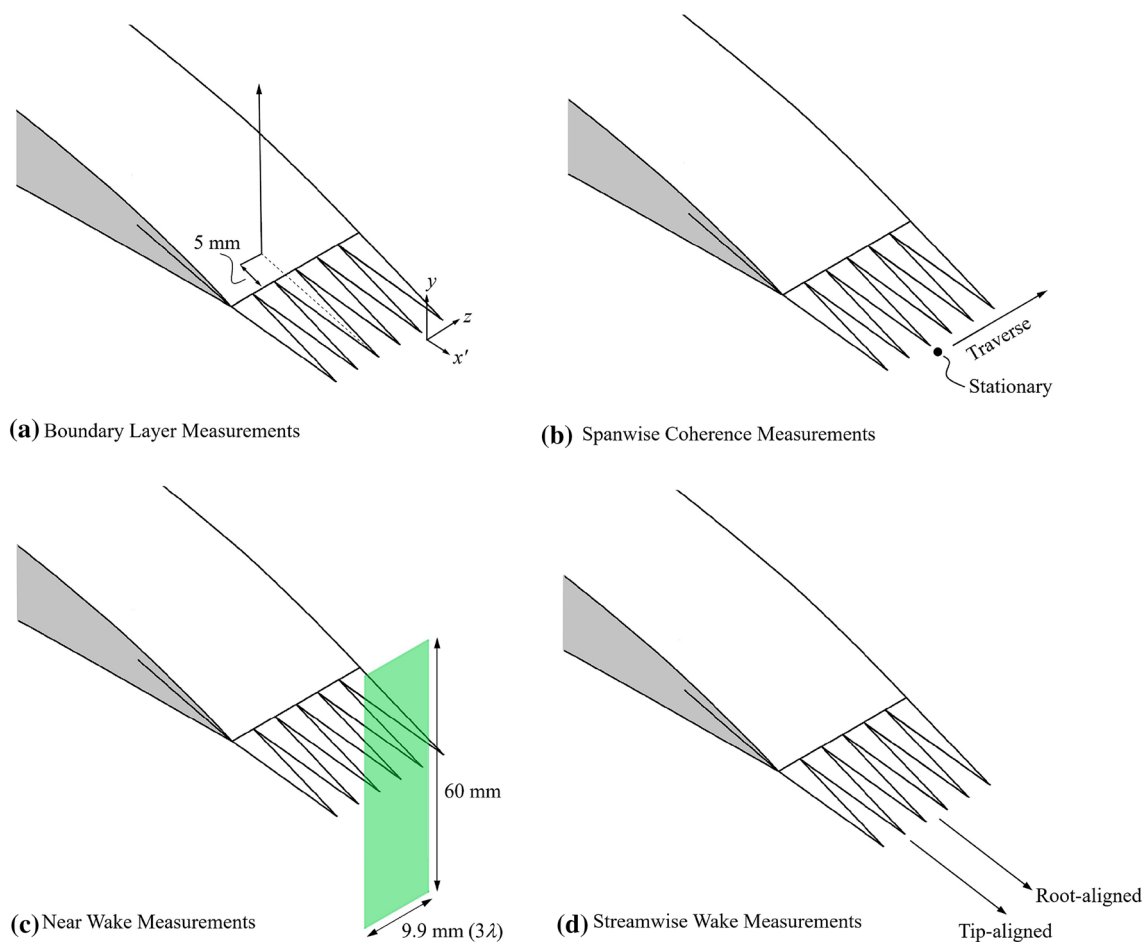 5 mm
y
z
x'
(a) Boundary Layer Measurements
Traverse
Stationary
(b) Spanwise Coherence Measurements
60 mm
9.9 mm (3λ)
(c) Near Wake Measurements
Root-aligned
Tip-aligned
(d) Streamwise Wake Measurements